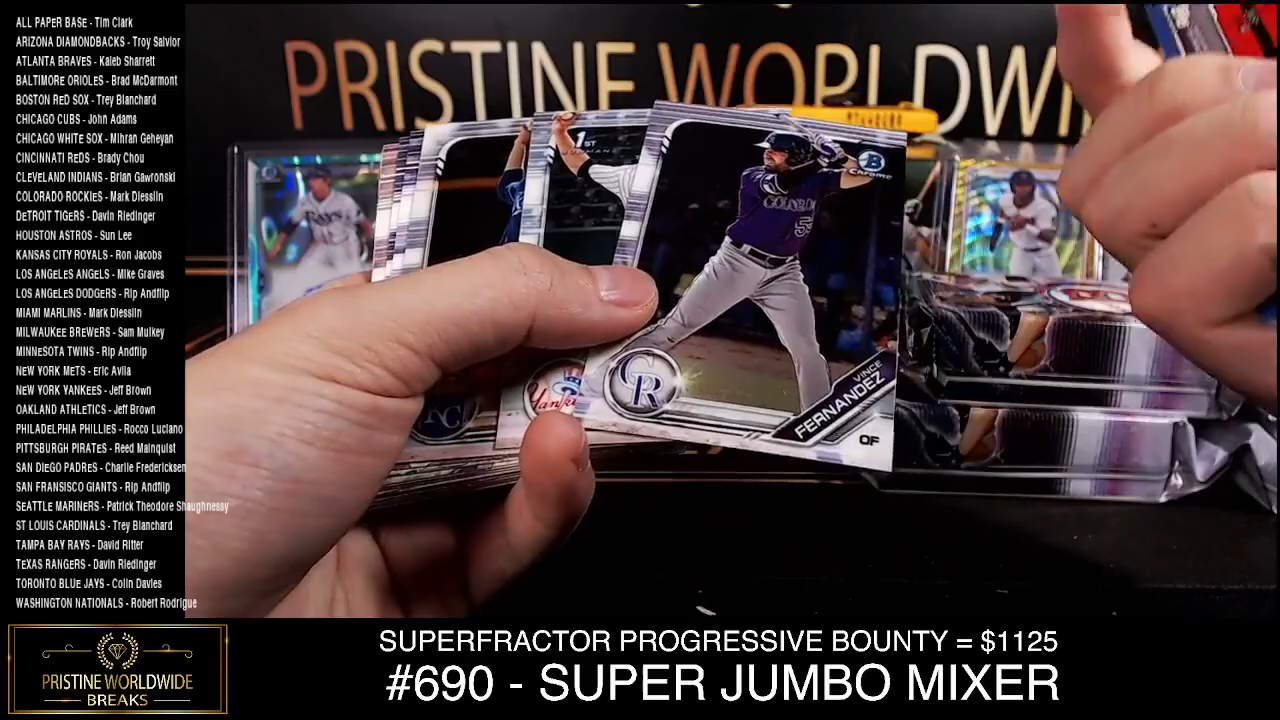 ALL PAPER BASE - Tim Clark
ARIZONA DIAMONDBACKS - Troy Salvior
ATLANTA BRAVES - Kaleb Sharrett
BALTIMORE ORIOLES - Brad McDarmont
BOSTON RED SOX - Trey Blanchard
CHICAGO CUBS - John Adams
CHICAGO WHITE SOX - Mihran Geheyan
CINCINNATI REDS - Brady Chou
CLEVELAND INDIANS - Brian Gawronski
COLORADO ROCKIES - Mark Diesslin
DETROIT TIGERS - Davin Riedinger
HOUSTON ASTROS - Sun Lee
KANSAS CITY ROYALS - Ron Jacobs
LOS ANGELES ANGELS - Mike Graves
LOS ANGELES DODGERS - Rip Andflip
MIAMI MARLINS - Mark Diesslin
MILWAUKEE BREWERS - Sam Mulkey
MINNESOTA TWINS - Rip Andflip
NEW YORK METS - Eric Avila
NEW YORK YANKEES - Jeff Brown
OAKLAND ATHLETICS - Jeff Brown
PHILADELPHIA PHILLIES - Rocco Luciano
PITTSBURGH PIRATES - Reed Mainquist
SAN DIEGO PADRES - Charlie Fredericksen
SAN FRANSISCO GIANTS - Rip Andflip
SEATTLE MARINERS - Patrick Theodore Shaughnessy
ST LOUIS CARDINALS - Trey Blanchard
TAMPA BAY RAYS - David Ritter
TEXAS RANGERS - Davin Riedinger
TORONTO BLUE JAYS - Colin Davies
WASHINGTON NATIONALS - Robert Rodrigue
PRISTINE WORLDWI
RAYS
1ST
BOWMAN
B
Chrome
COLORADO
5
KC
Yankees
CR
VINCE
FERNANDEZ
OF
PRISTINE WORLDWIDE
BREAKS
SUPERFRACTOR PROGRESSIVE BOUNTY = $1125
#690 - SUPER JUMBO MIXER